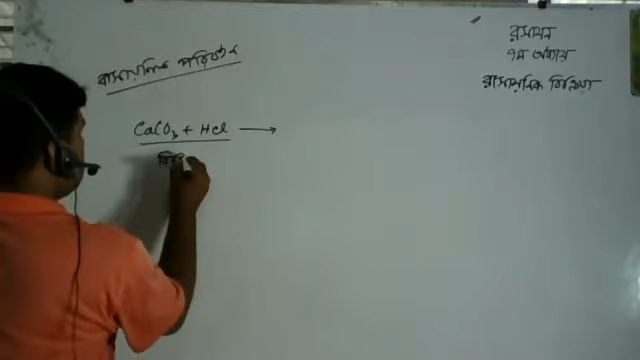 রসায়ন
৭ম অধ্যায়
রাসায়নিক বিক্রিয়া
রাসায়নিক পরিবর্তন
CaCO₃ + HCl ⟶
বিক্রি